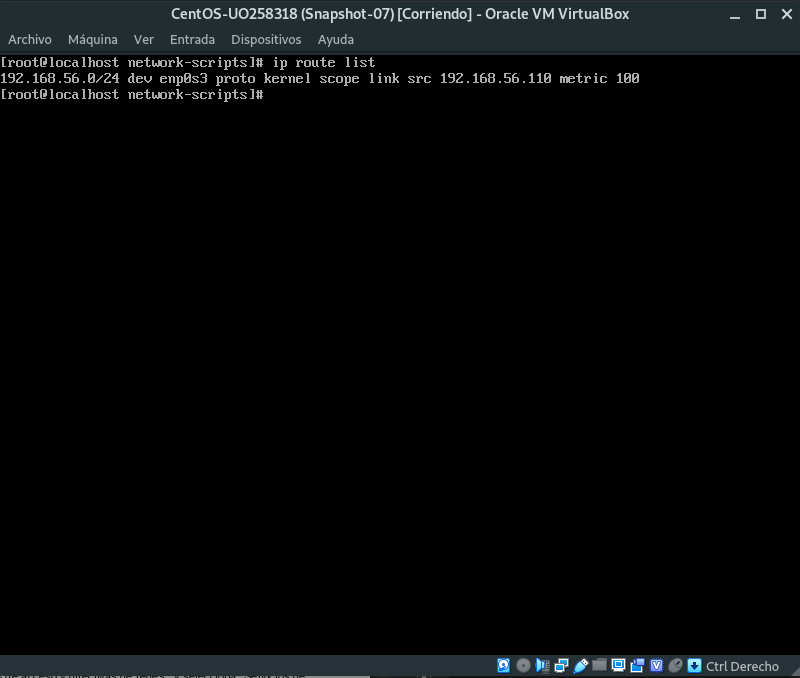 CentOS-UO258318 (Snapshot-07) [Corriendo] - Oracle VM VirtualBox
Archivo Máquina Ver Entrada Dispositivos Ayuda
[root@localhost network-scripts]# ip route list
192.168.56.0/24 dev enp0s3 proto kernel scope link src 192.168.56.110 metric 100
[root@localhost network-scripts]#
Ctrl Derecho